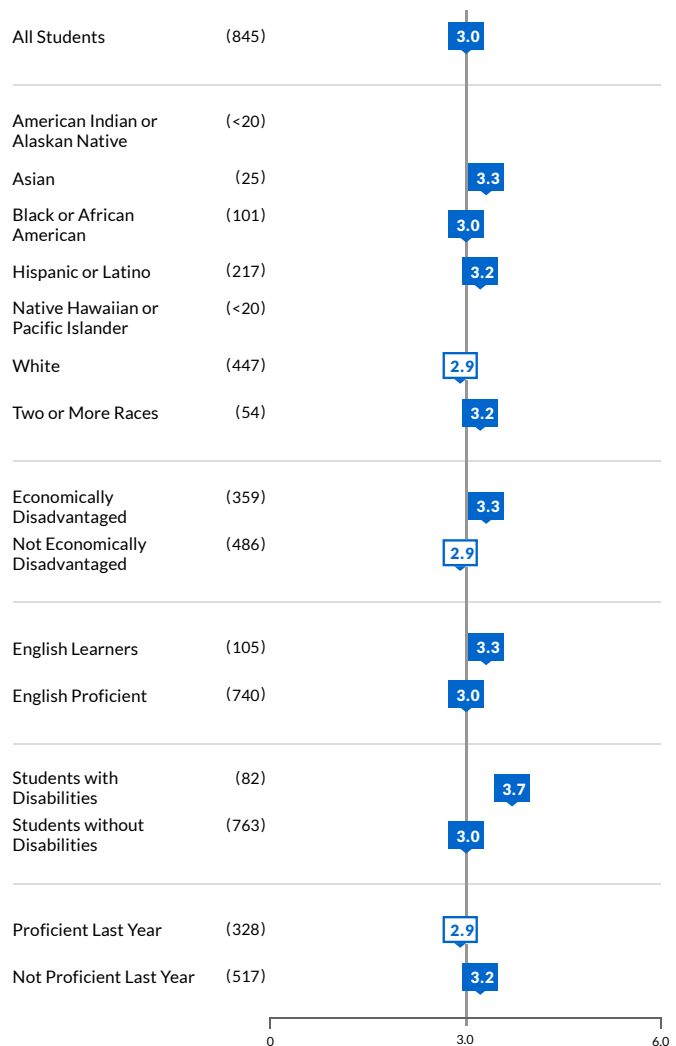 All Students (845) 3.0
American Indian or (<20)
Alaskan Native
Asian (25) 3.3
Black or African (101) 3.0
American
Hispanic or Latino (217) 3.2
Native Hawaiian or (<20)
Pacific Islander
White (447) 2.9
Two or More Races (54) 3.2
Economically (359) 3.3
Disadvantaged
Not Economically (486) 2.9
Disadvantaged
English Learners (105) 3.3
English Proficient (740) 3.0
Students with (82) 3.7
Disabilities
Students without (763) 3.0
Disabilities
Proficient Last Year (328) 2.9
Not Proficient Last Year (517) 3.2
0 3.0 6.0